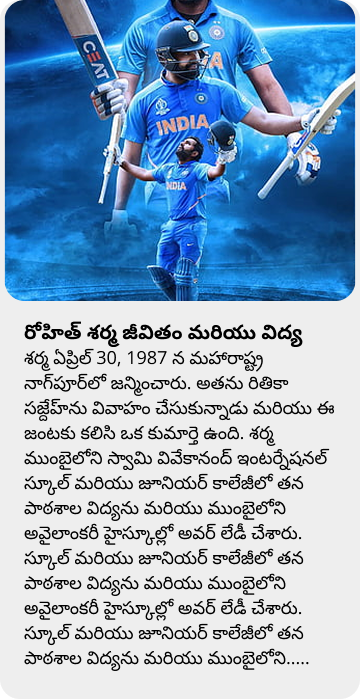 CEAT
INDIA
INDIA
రోహిత్ శర్మ జీవితం మరియు విద్య
శర్మ ఏప్రిల్ 30, 1987 న మహారాష్ట్ర
నాగ్‌పూర్‌లో జన్మించారు. అతను రితికా
సజ్దేహ్‌ను వివాహం చేసుకున్నాడు మరియు ఈ
జంటకు కలిసి ఒక కుమార్తె ఉంది. శర్మ
ముంబైలోని స్వామి వివేకానంద్ ఇంటర్నేషనల్
స్కూల్ మరియు జూనియర్ కాలేజీలో తన
పాఠశాల విద్యను మరియు ముంబైలోని
అవైలాంకరీ హైస్కూల్లో అవర్ లేడీ చేశారు.
స్కూల్ మరియు జూనియర్ కాలేజీలో తన
పాఠశాల విద్యను మరియు ముంబైలోని
అవైలాంకరీ హైస్కూల్లో అవర్ లేడీ చేశారు.
స్కూల్ మరియు జూనియర్ కాలేజీలో తన
పాఠశాల విద్యను మరియు ముంబైలోని.....